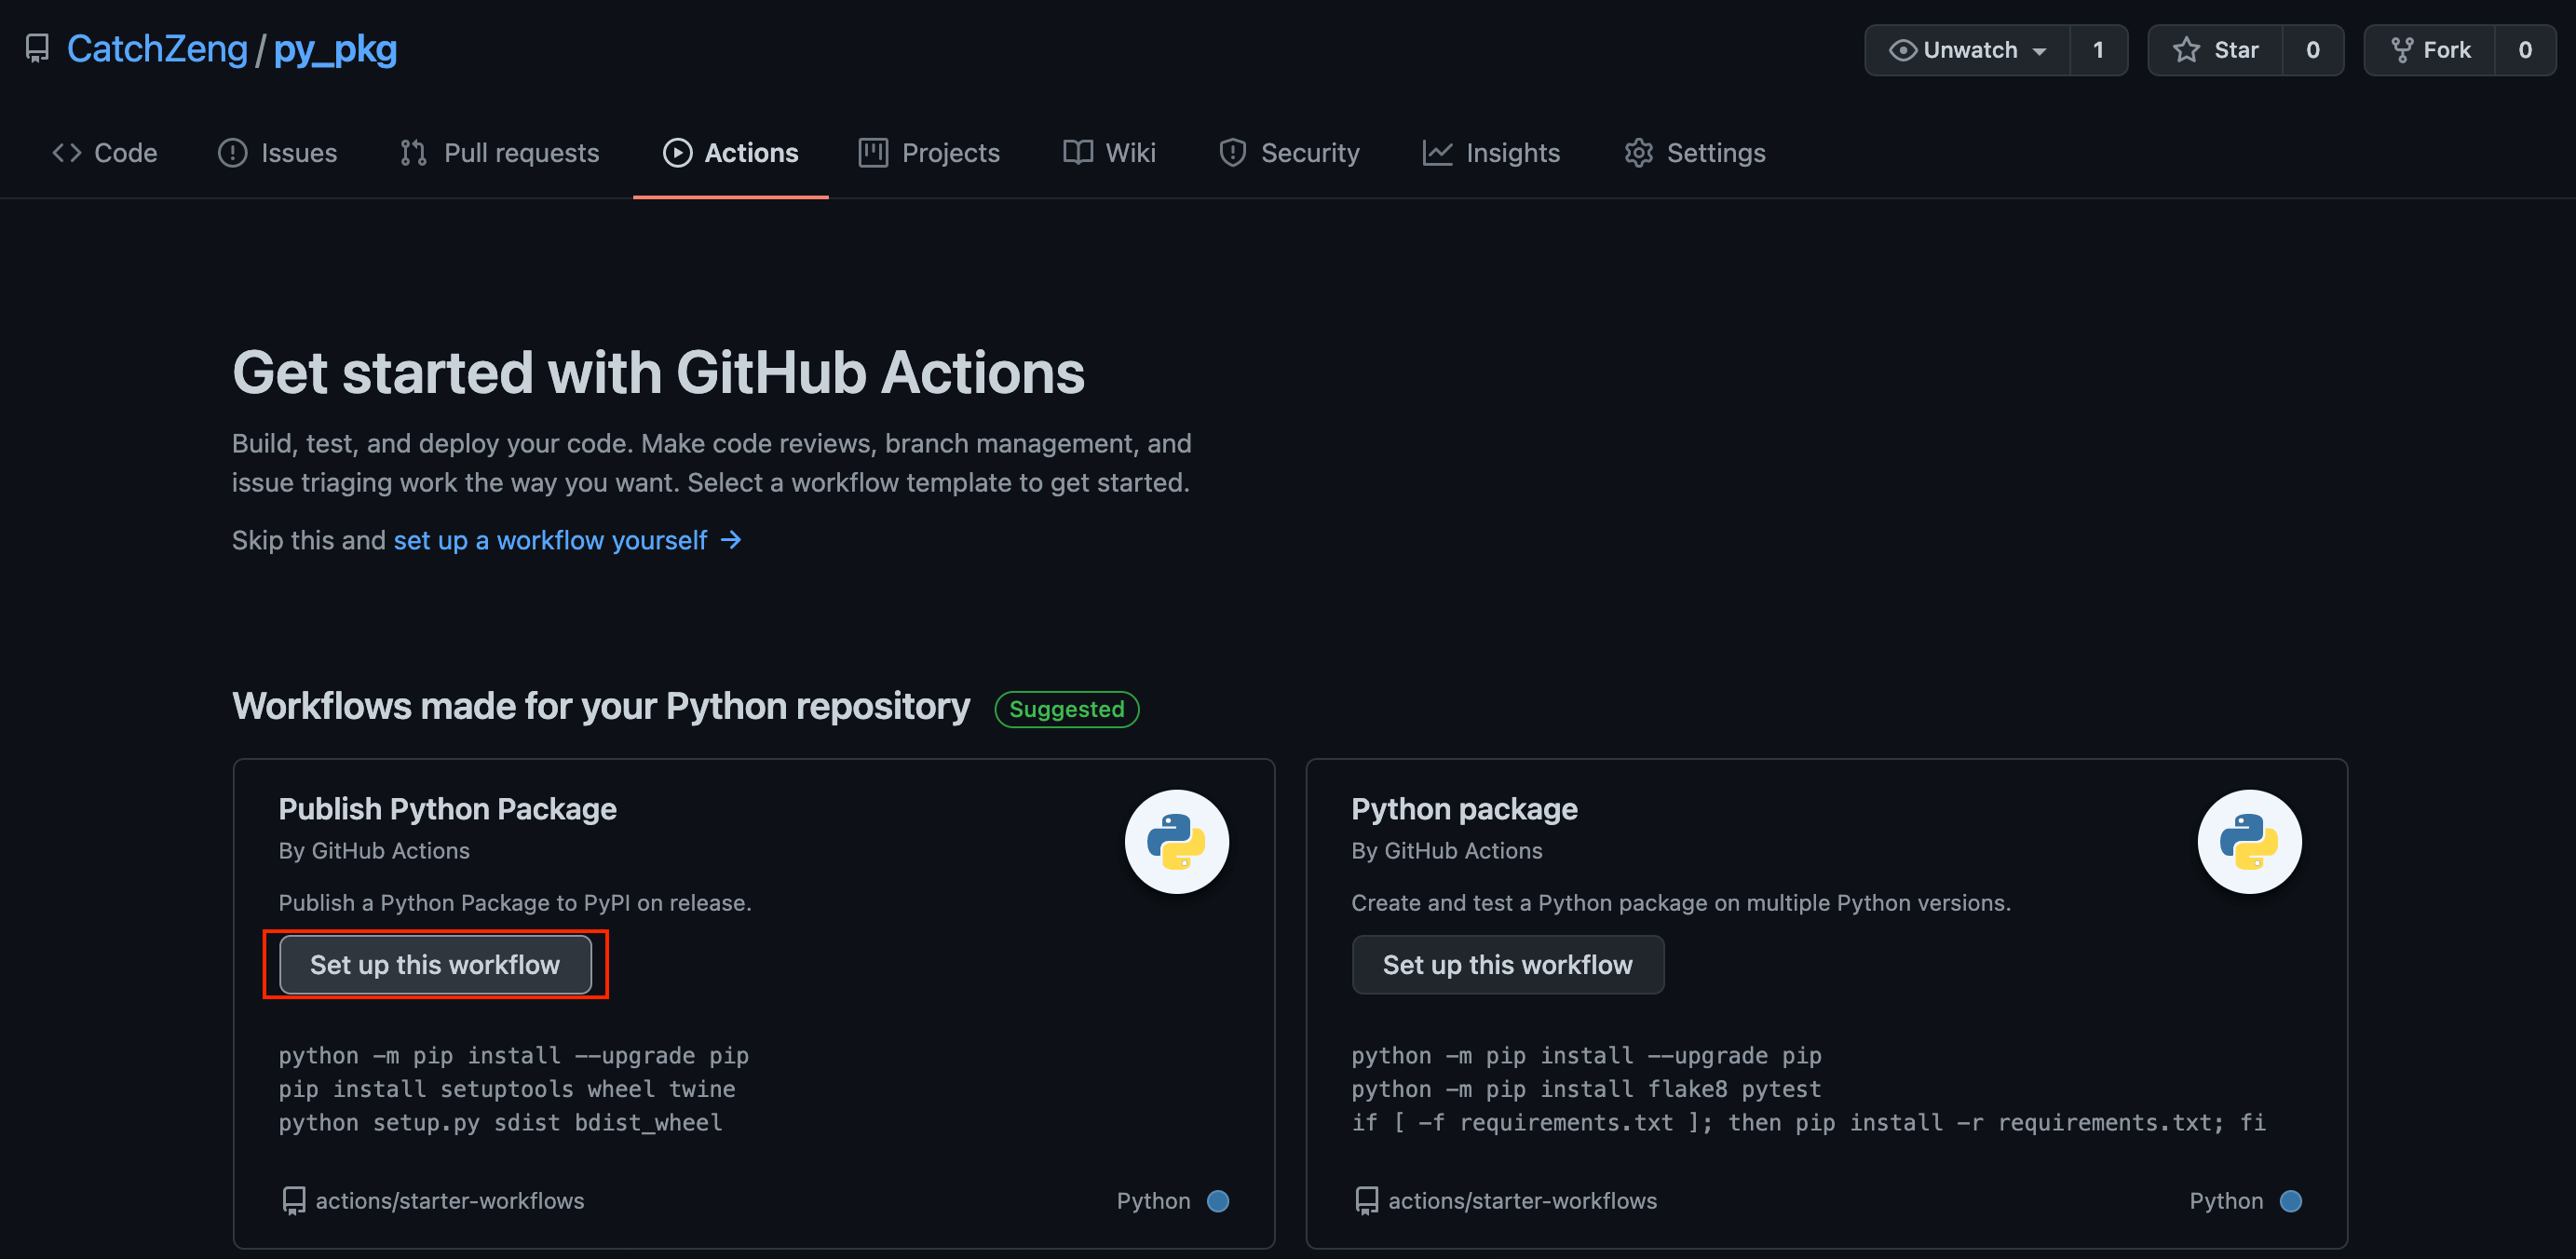 CatchZeng / py_pkg
Unwatch 1 Star 0 Fork 0
Code Issues Pull requests Actions Projects Wiki Security Insights Settings
Get started with GitHub Actions
Build, test, and deploy your code. Make code reviews, branch management, and
issue triaging work the way you want. Select a workflow template to get started.
Skip this and set up a workflow yourself →
Workflows made for your Python repository Suggested
Publish Python Package
By GitHub Actions
Publish a Python Package to PyPI on release.
Set up this workflow
python -m pip install --upgrade pip
pip install setuptools wheel twine
python setup.py sdist bdist_wheel
actions/starter-workflows Python
Python package
By GitHub Actions
Create and test a Python package on multiple Python versions.
Set up this workflow
python -m pip install --upgrade pip
python -m pip install flake8 pytest
if [ -f requirements.txt ]; then pip install -r requirements.txt; fi
actions/starter-workflows Python